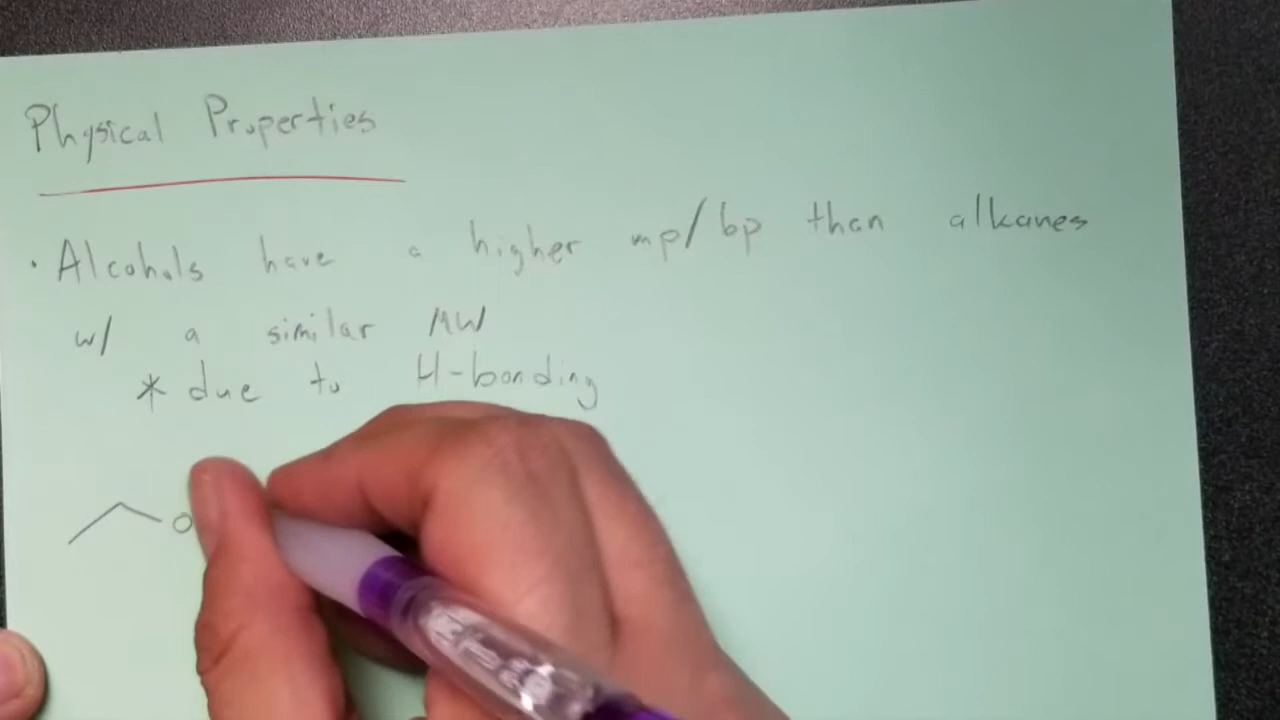 Physical Properties
· Alcohols have a higher mp/bp than alkanes
w/ a similar MW
* due to H-bonding
O